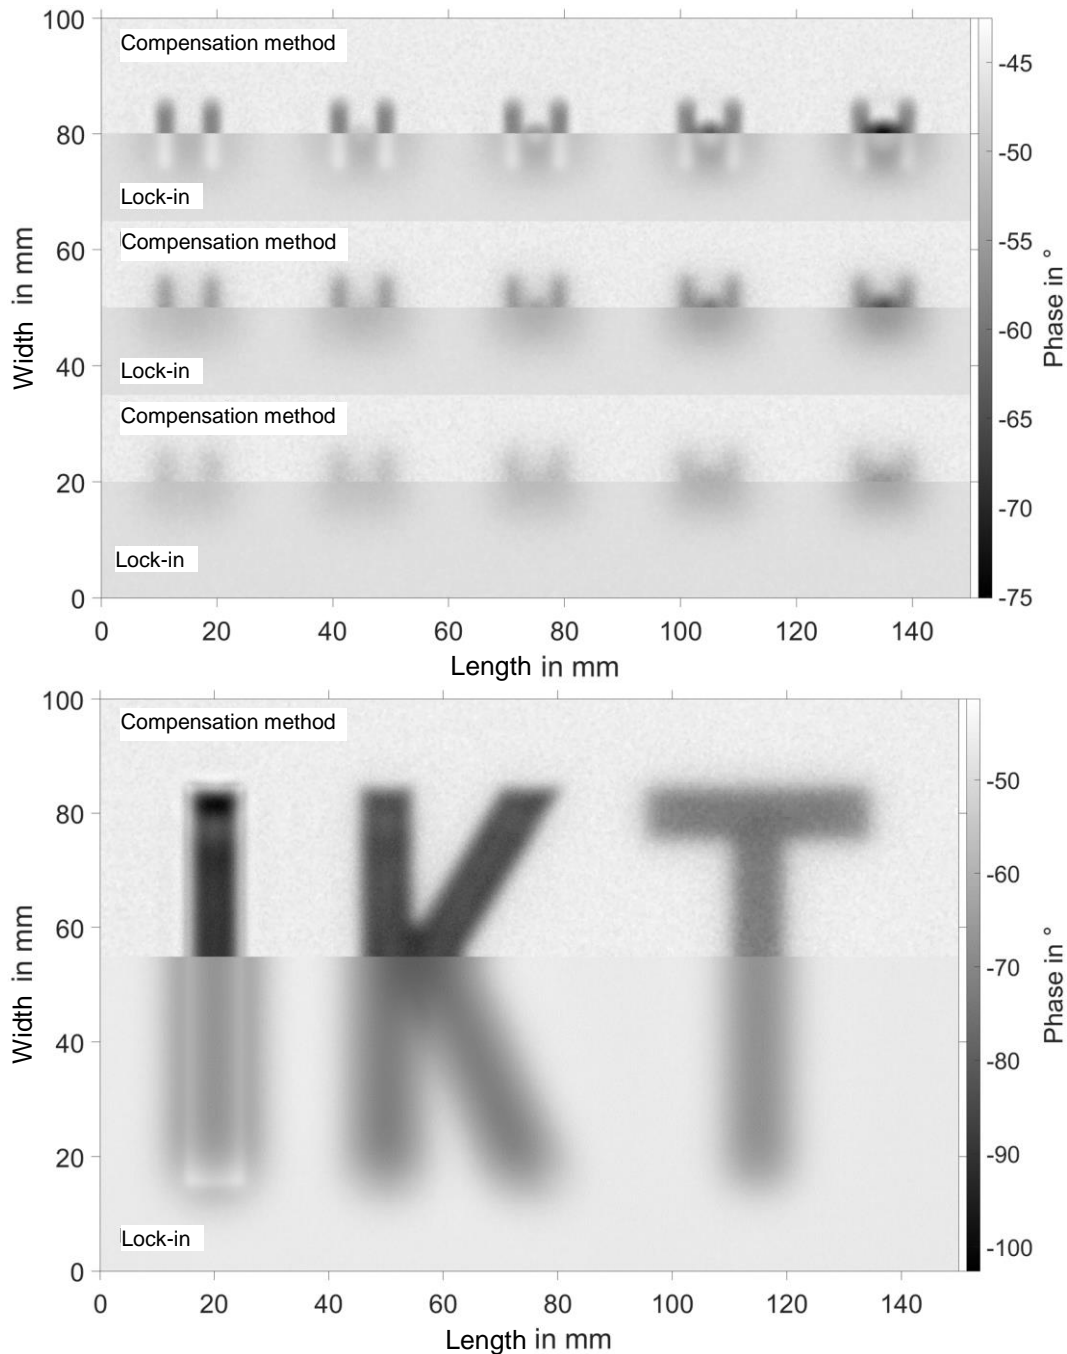 100
Compensation method
-45
80
-50
Lock-in
-55
60
Compensation method
Width in mm
-60
Phase in °
40
Lock-in
-65
Compensation method
20
-70
Lock-in
0
-75
0 20 40 60 80 100 120 140
Length in mm
100
Compensation method
-50
80
-60
60
Width in mm
-70
Phase in °
40
-80
20
-90
Lock-in
-100
0
0 20 40 60 80 100 120 140
Length in mm
IKT